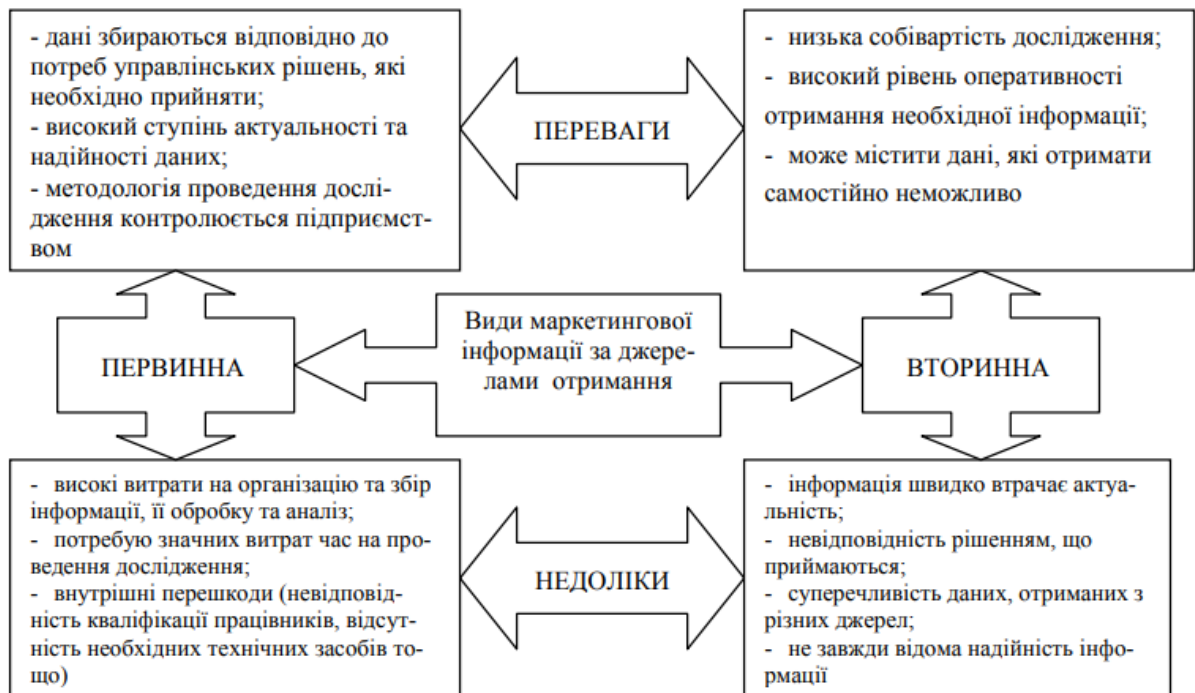 - дані збираються відповідно до
потреб управлінських рішень, які
необхідно прийняти;
- високий ступінь актуальності та
надійності даних;
- методологія проведення дослі-
дження контролюється підприємст-
вом
ПЕРЕВАГИ
- низька собівартість дослідження;
- високий рівень оперативності
отримання необхідної інформації;
- може містити дані, які отримати
самостійно неможливо
ПЕРВИННА
Види маркетингової
інформації за джере-
лами отримання
ВТОРИННА
- високі витрати на організацію та збір
інформації, її обробку та аналіз;
- потребую значних витрат час на про-
ведення дослідження;
- внутрішні перешкоди (невідповід-
ність кваліфікації працівників, відсут-
ність необхідних технічних засобів то-
що)
НЕДОЛІКИ
- інформація швидко втрачає актуа-
льність;
- невідповідність рішенням, що
приймаються;
- суперечливість даних, отриманих з
різних джерел;
- не завжди відома надійність інфо-
рмації